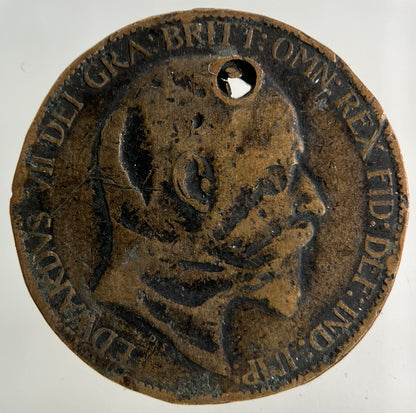 EDWARDVS VII DEI GRA: BRITT: OMN: REX FID: DEF: IND: IMP: